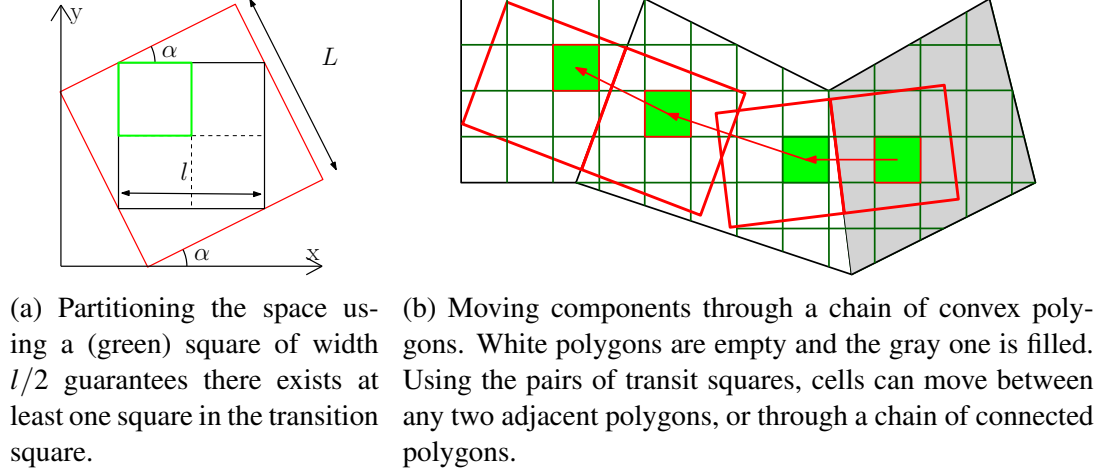 y
α
L
l
α
x
(a) Partitioning the space us-
ing a (green) square of width
l/2 guarantees there exists at
least one square in the transition
square.
(b) Moving components through a chain of convex poly-
gons. White polygons are empty and the gray one is filled.
Using the pairs of transit squares, cells can move between
any two adjacent polygons, or through a chain of connected
polygons.